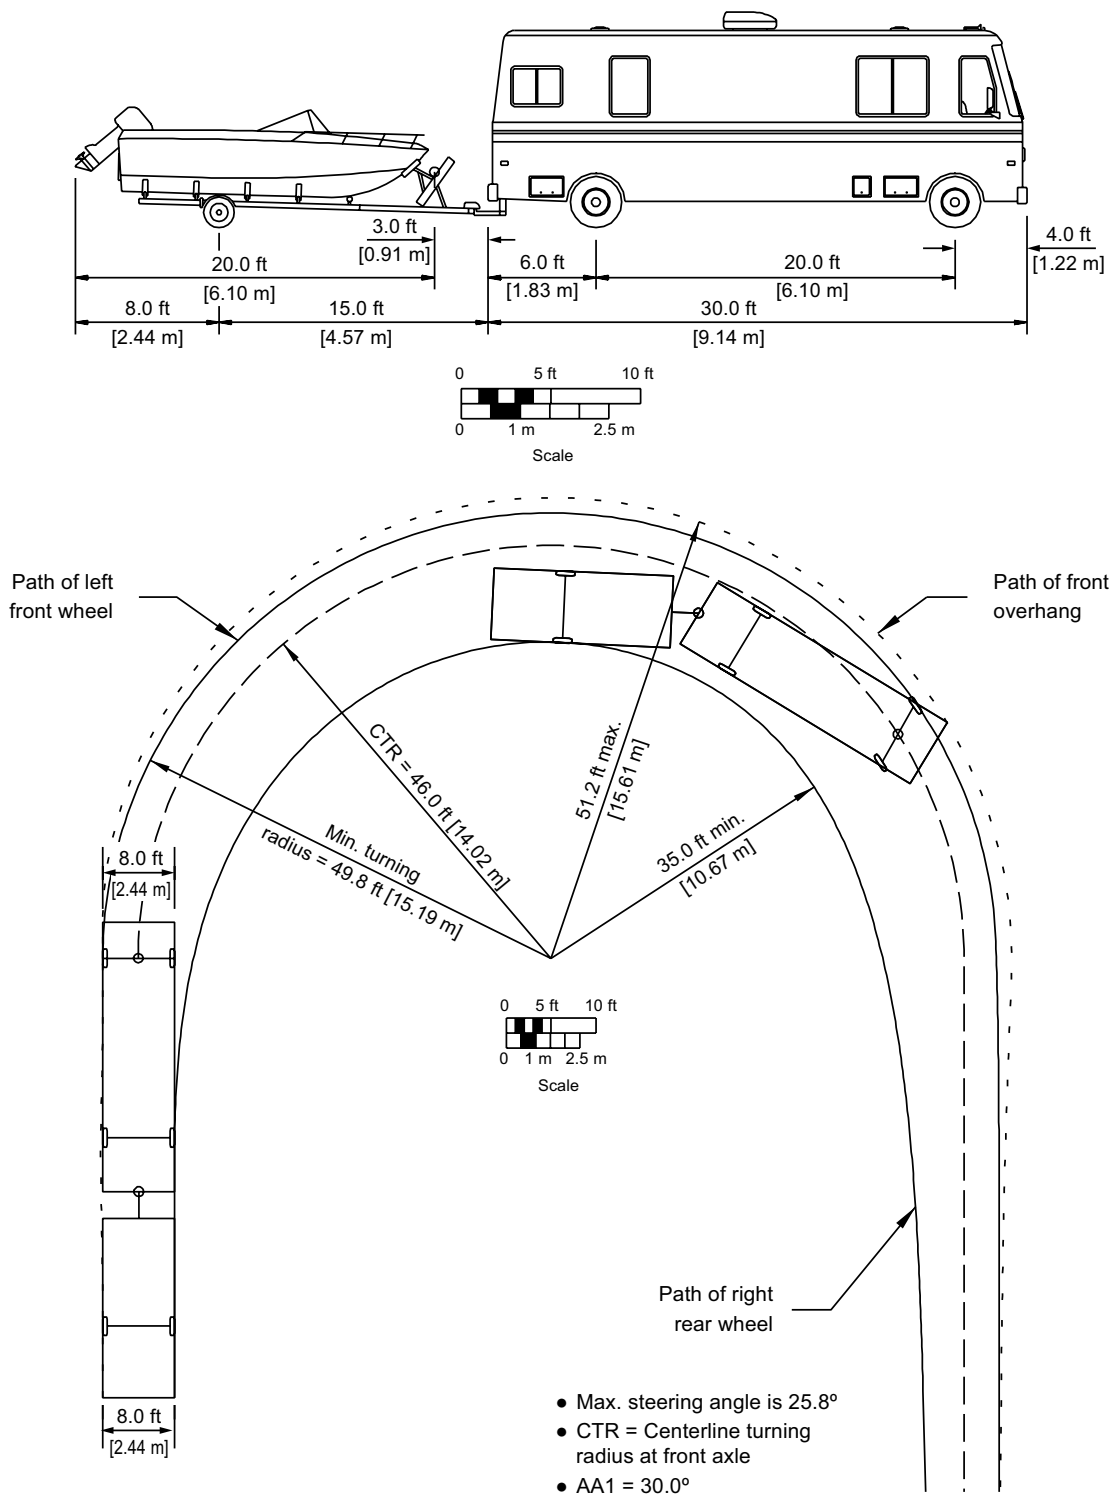 3.0 ft
[0.91 m]
20.0 ft
[6.10 m]
8.0 ft
[2.44 m]
15.0 ft
[4.57 m]
6.0 ft
[1.83 m]
20.0 ft
[6.10 m]
4.0 ft
[1.22 m]
30.0 ft
[9.14 m]
0 5 ft 10 ft
0 1 m 2.5 m
Scale
Path of left
front wheel
Path of front
overhang
CTR = 46.0 ft [14.02 m]
51.2 ft max.
[15.61 m]
Min. turning
radius = 49.8 ft [15.19 m]
35.0 ft min.
[10.67 m]
8.0 ft
[2.44 m]
0 5 ft 10 ft
0 1 m 2.5 m
Scale
Path of right
rear wheel
8.0 ft
[2.44 m]
● Max. steering angle is 25.8º
● CTR = Centerline turning
radius at front axle
● AA1 = 30.0º